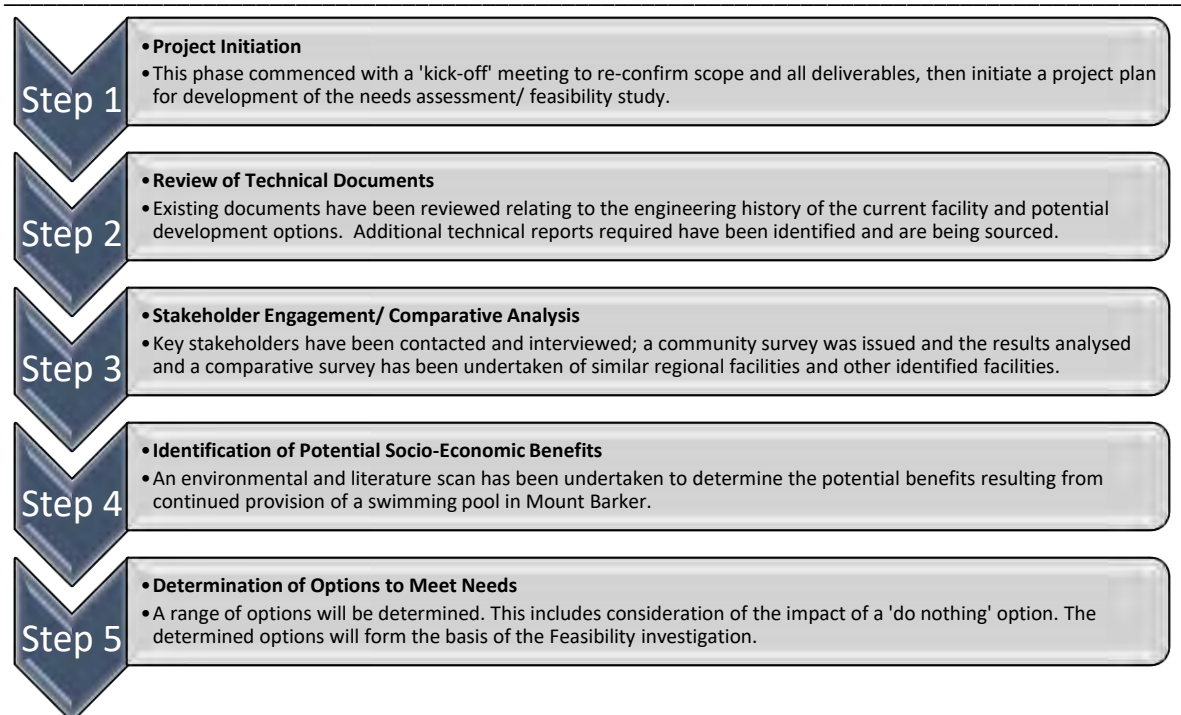 Step 1
•Project Initiation
•This phase commenced with a 'kick-off' meeting to re-confirm scope and all deliverables, then initiate a project plan
for development of the needs assessment/ feasibility study.
Step 2
•Review of Technical Documents
•Existing documents have been reviewed relating to the engineering history of the current facility and potential
development options.  Additional technical reports required have been identified and are being sourced.
Step 3
•Stakeholder Engagement/ Comparative Analysis
•Key stakeholders have been contacted and interviewed; a community survey was issued and the results analysed
and a comparative survey has been undertaken of similar regional facilities and other identified facilities.
Step 4
•Identification of Potential Socio-Economic Benefits
•An environmental and literature scan has been undertaken to determine the potential benefits resulting from
continued provision of a swimming pool in Mount Barker.
Step 5
•Determination of Options to Meet Needs
•A range of options will be determined. This includes consideration of the impact of a 'do nothing' option. The
determined options will form the basis of the Feasibility investigation.